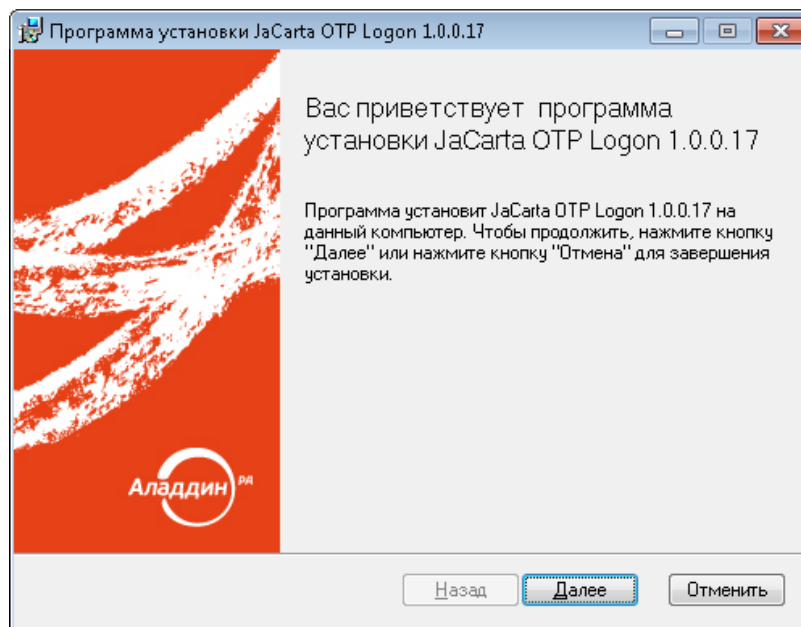 Программа установки JaCarta OTP Logon 1.0.0.17
Вас приветствует программа
установки JaCarta OTP Logon 1.0.0.17
Программа установит JaCarta OTP Logon 1.0.0.17 на
данный компьютер. Чтобы продолжить, нажмите кнопку
"Далее" или нажмите кнопку "Отмена" для завершения
установки.
Аладдин РД
Назад
Далее
Отменить